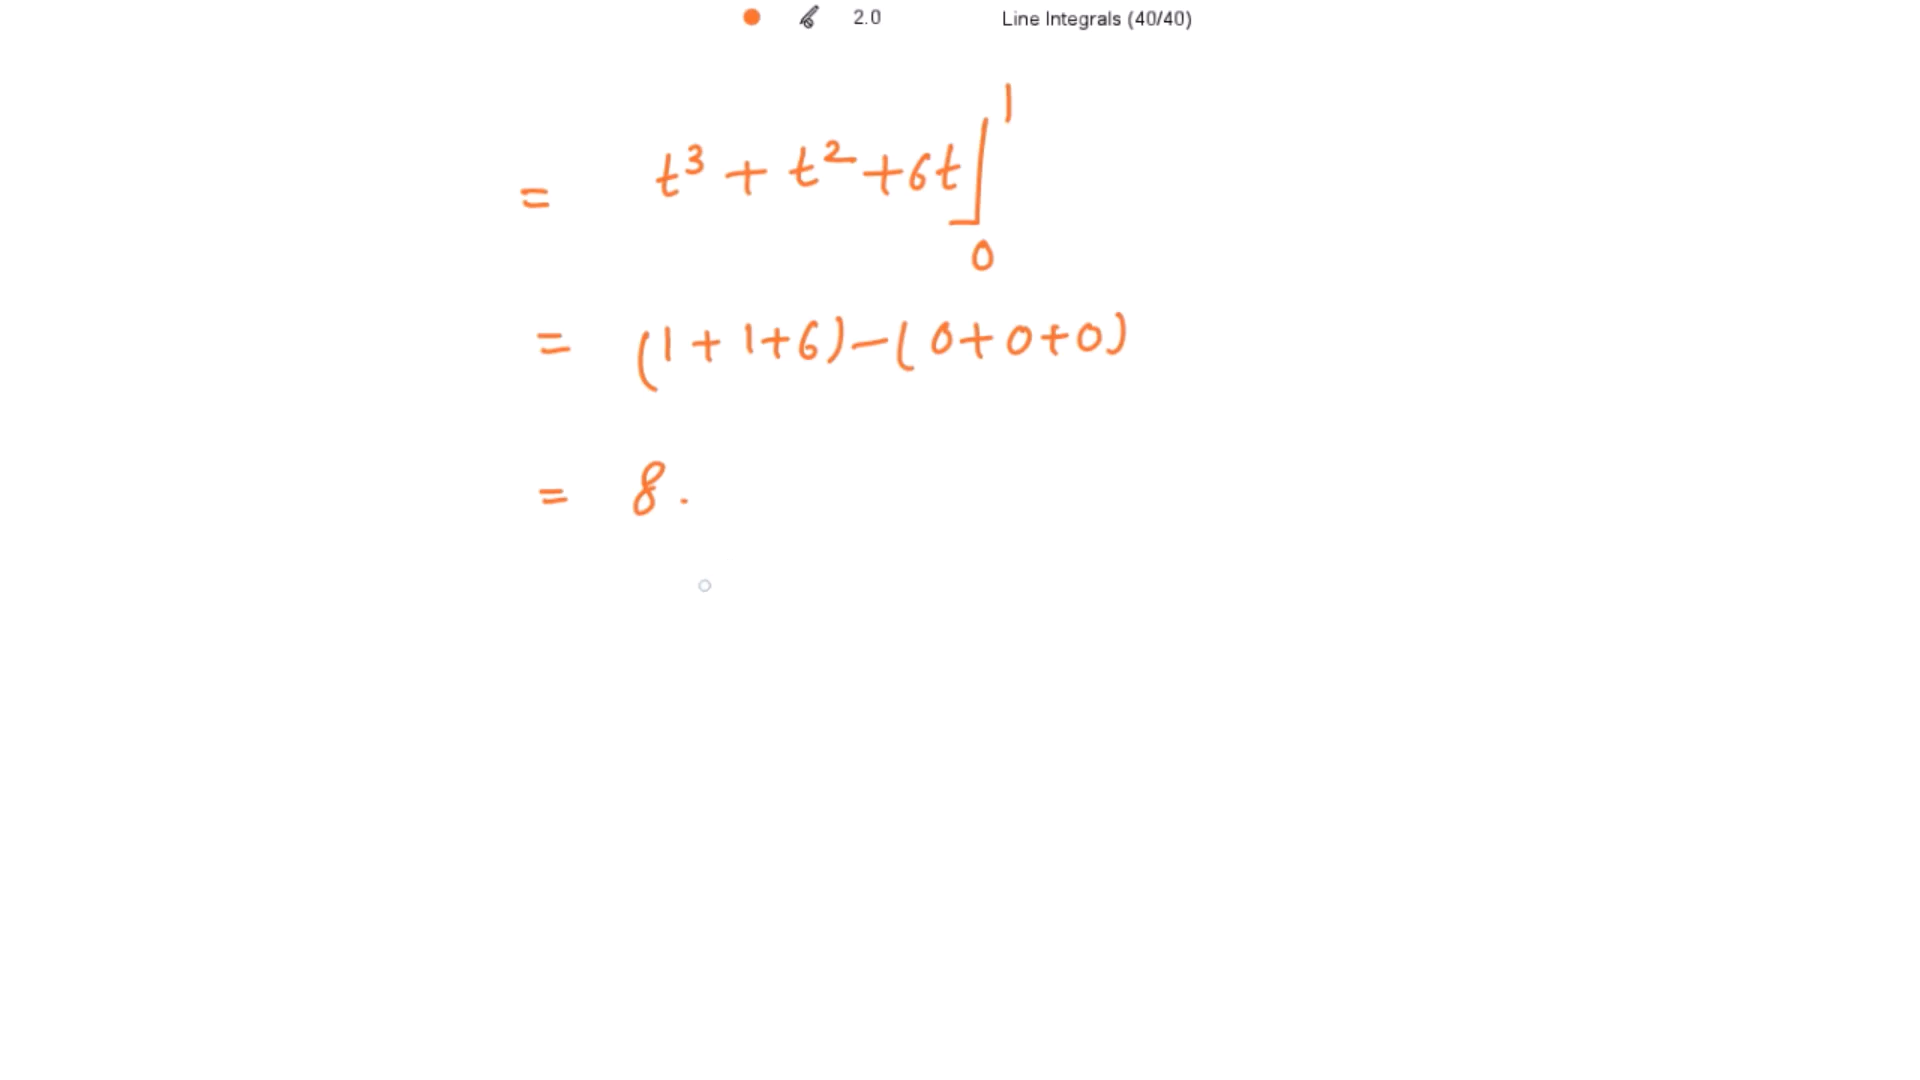 2.0 Line Integrals (40/40)
= t³ + t² + 6t]₀¹
= (1 + 1 + 6) - (0 + 0 + 0)
= 8.